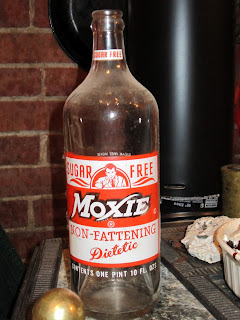 SUGAR FREE
SUGAR FREE
MOXIE
NON-FATTENING
Dietetic
CONTENTS ONE PINT 10 FL. OZS.